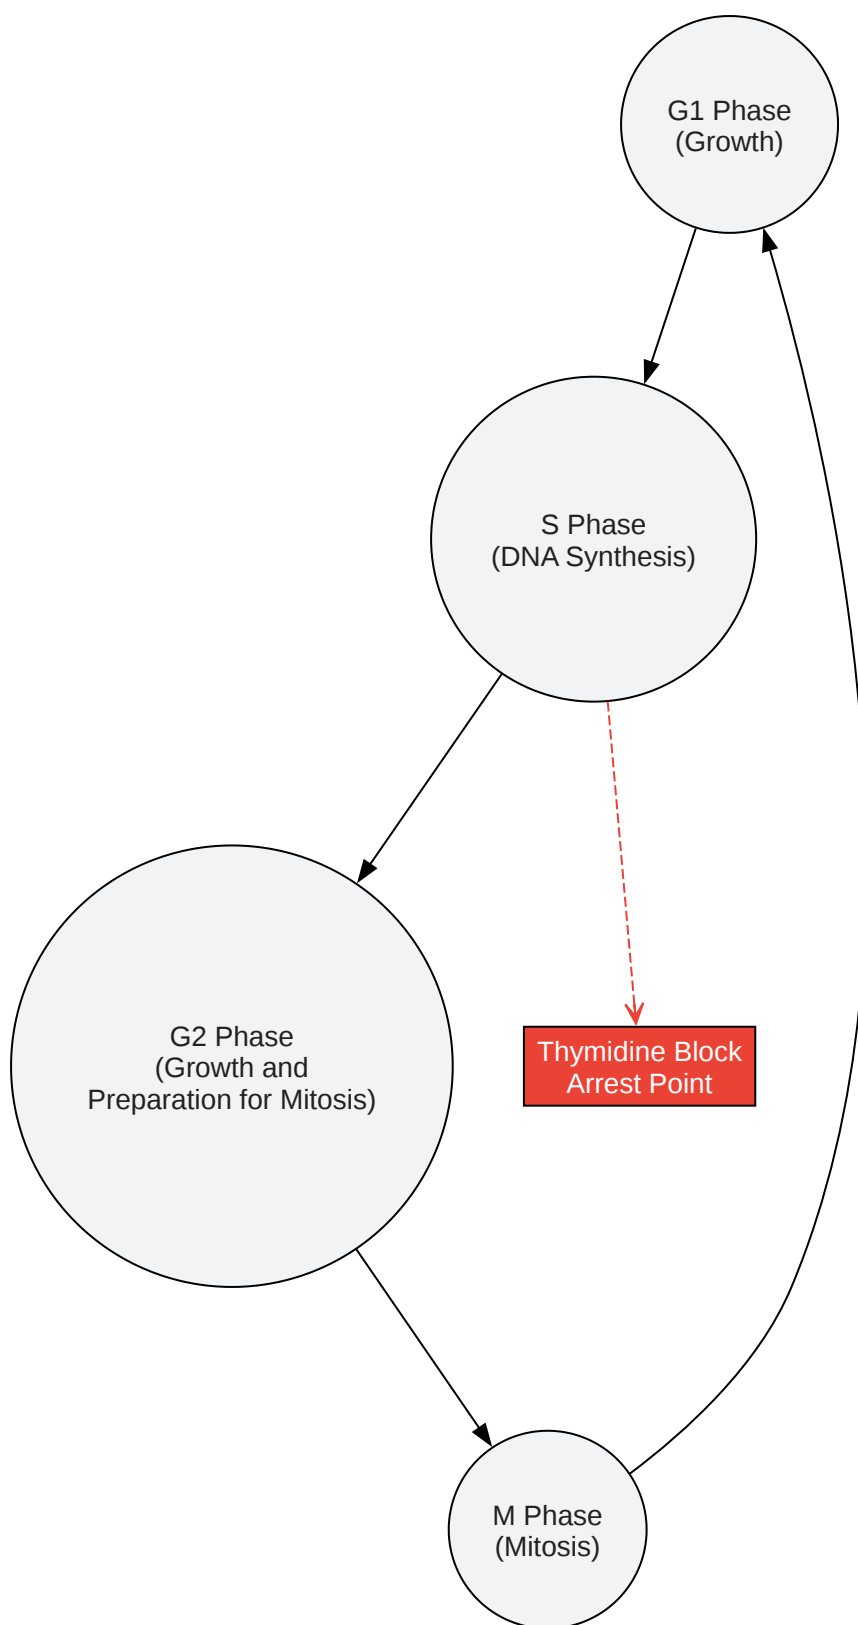 G1 Phase
(Growth)
S Phase
(DNA Synthesis)
G2 Phase
(Growth and
Preparation for Mitosis)
Thymidine Block
Arrest Point
M Phase
(Mitosis)